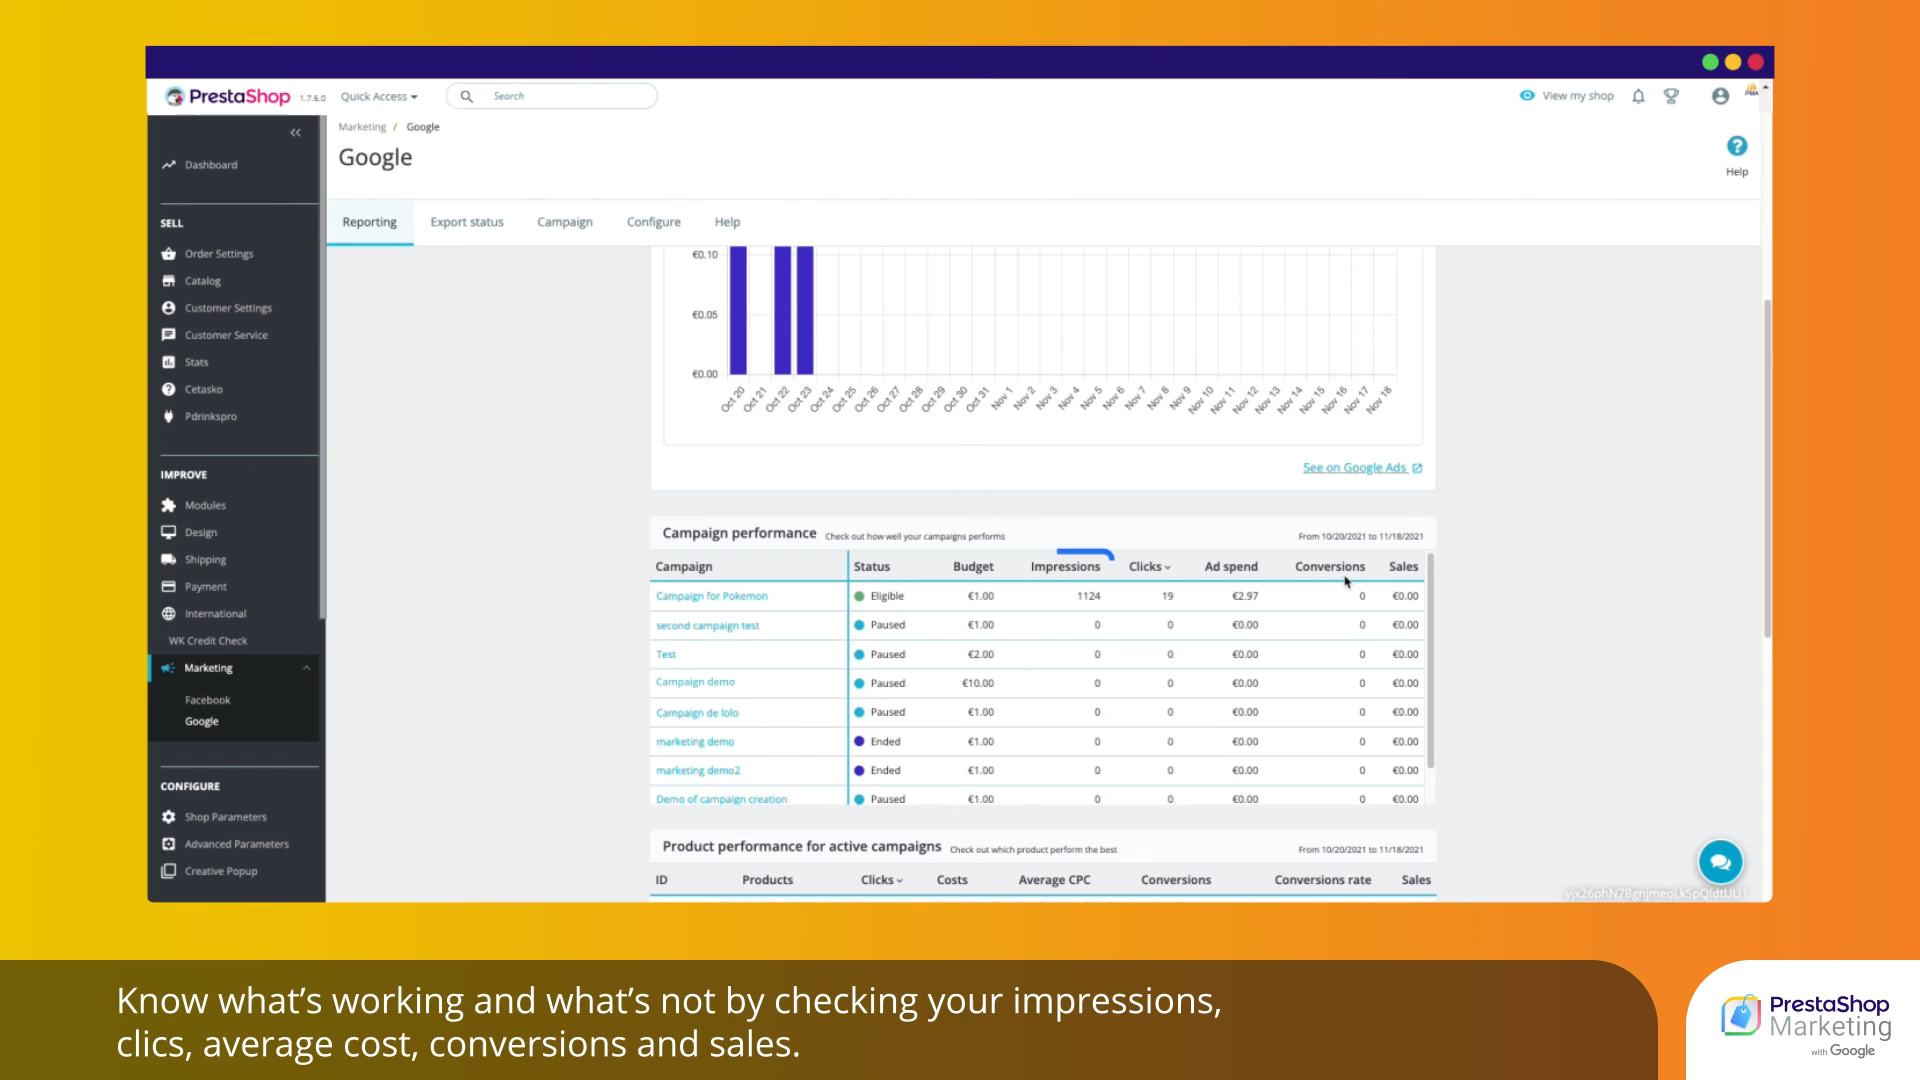 PrestaShop 1.7.6.0 Quick Access Search View my shop
Marketing / Google
Google
Help
Reporting Export status Campaign Configure Help
Dashboard
SELL
Order Settings
Catalog
Customer Settings
Customer Service
Stats
Cetasko
Pdrinkspro
IMPROVE
Modules
Design
Shipping
Payment
International
WK Credit Check
Marketing
Facebook
Google
CONFIGURE
Shop Parameters
Advanced Parameters
Creative Popup
€0.10
€0.05
€0.00
Oct 20 Oct 21 Oct 22 Oct 23 Oct 24 Oct 25 Oct 26 Oct 27 Oct 28 Oct 29 Oct 30 Oct 31 Nov 1 Nov 2 Nov 3 Nov 4 Nov 5 Nov 6 Nov 7 Nov 8 Nov 9 Nov 10 Nov 11 Nov 12 Nov 13 Nov 14 Nov 15 Nov 16 Nov 17 Nov 18
See on Google Ads
Campaign performance Check out how well your campaigns performs From 10/20/2021 to 11/18/2021
Campaign Status Budget Impressions Clicks Ad spend Conversions Sales
Campaign for Pokemon Eligible €1.00 1124 19 €2.97 0 €0.00
second campaign test Paused €1.00 0 0 €0.00 0 €0.00
Test Paused €2.00 0 0 €0.00 0 €0.00
Campaign demo Paused €10.00 0 0 €0.00 0 €0.00
Campaign de lolo Paused €1.00 0 0 €0.00 0 €0.00
marketing demo Ended €1.00 0 0 €0.00 0 €0.00
marketing demo2 Ended €1.00 0 0 €0.00 0 €0.00
Demo of campaign creation Paused €1.00 0 0 €0.00 0 €0.00
Product performance for active campaigns Check out which product perform the best From 10/20/2021 to 11/18/2021
ID Products Clicks Costs Average CPC Conversions Conversions rate Sales
Know what's working and what's not by checking your impressions,
clics, average cost, conversions and sales.
PrestaShop
Marketing
with Google